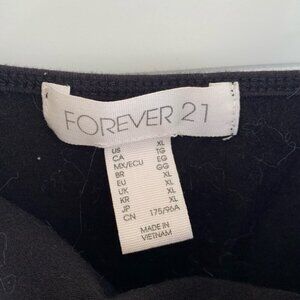 FOREVER 21
US XL
CA TG
MX/ECU EG
BR GG
EU XL
UK XL
KR XL
JP XL
CN 175/96A
MADE IN
VIETNAM